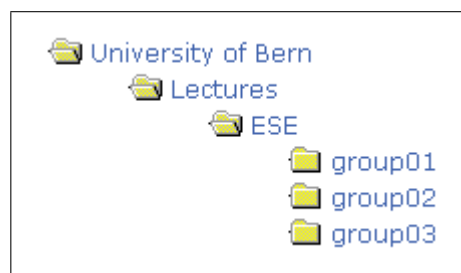 University of Bern
Lectures
ESE
group01
group02
group03